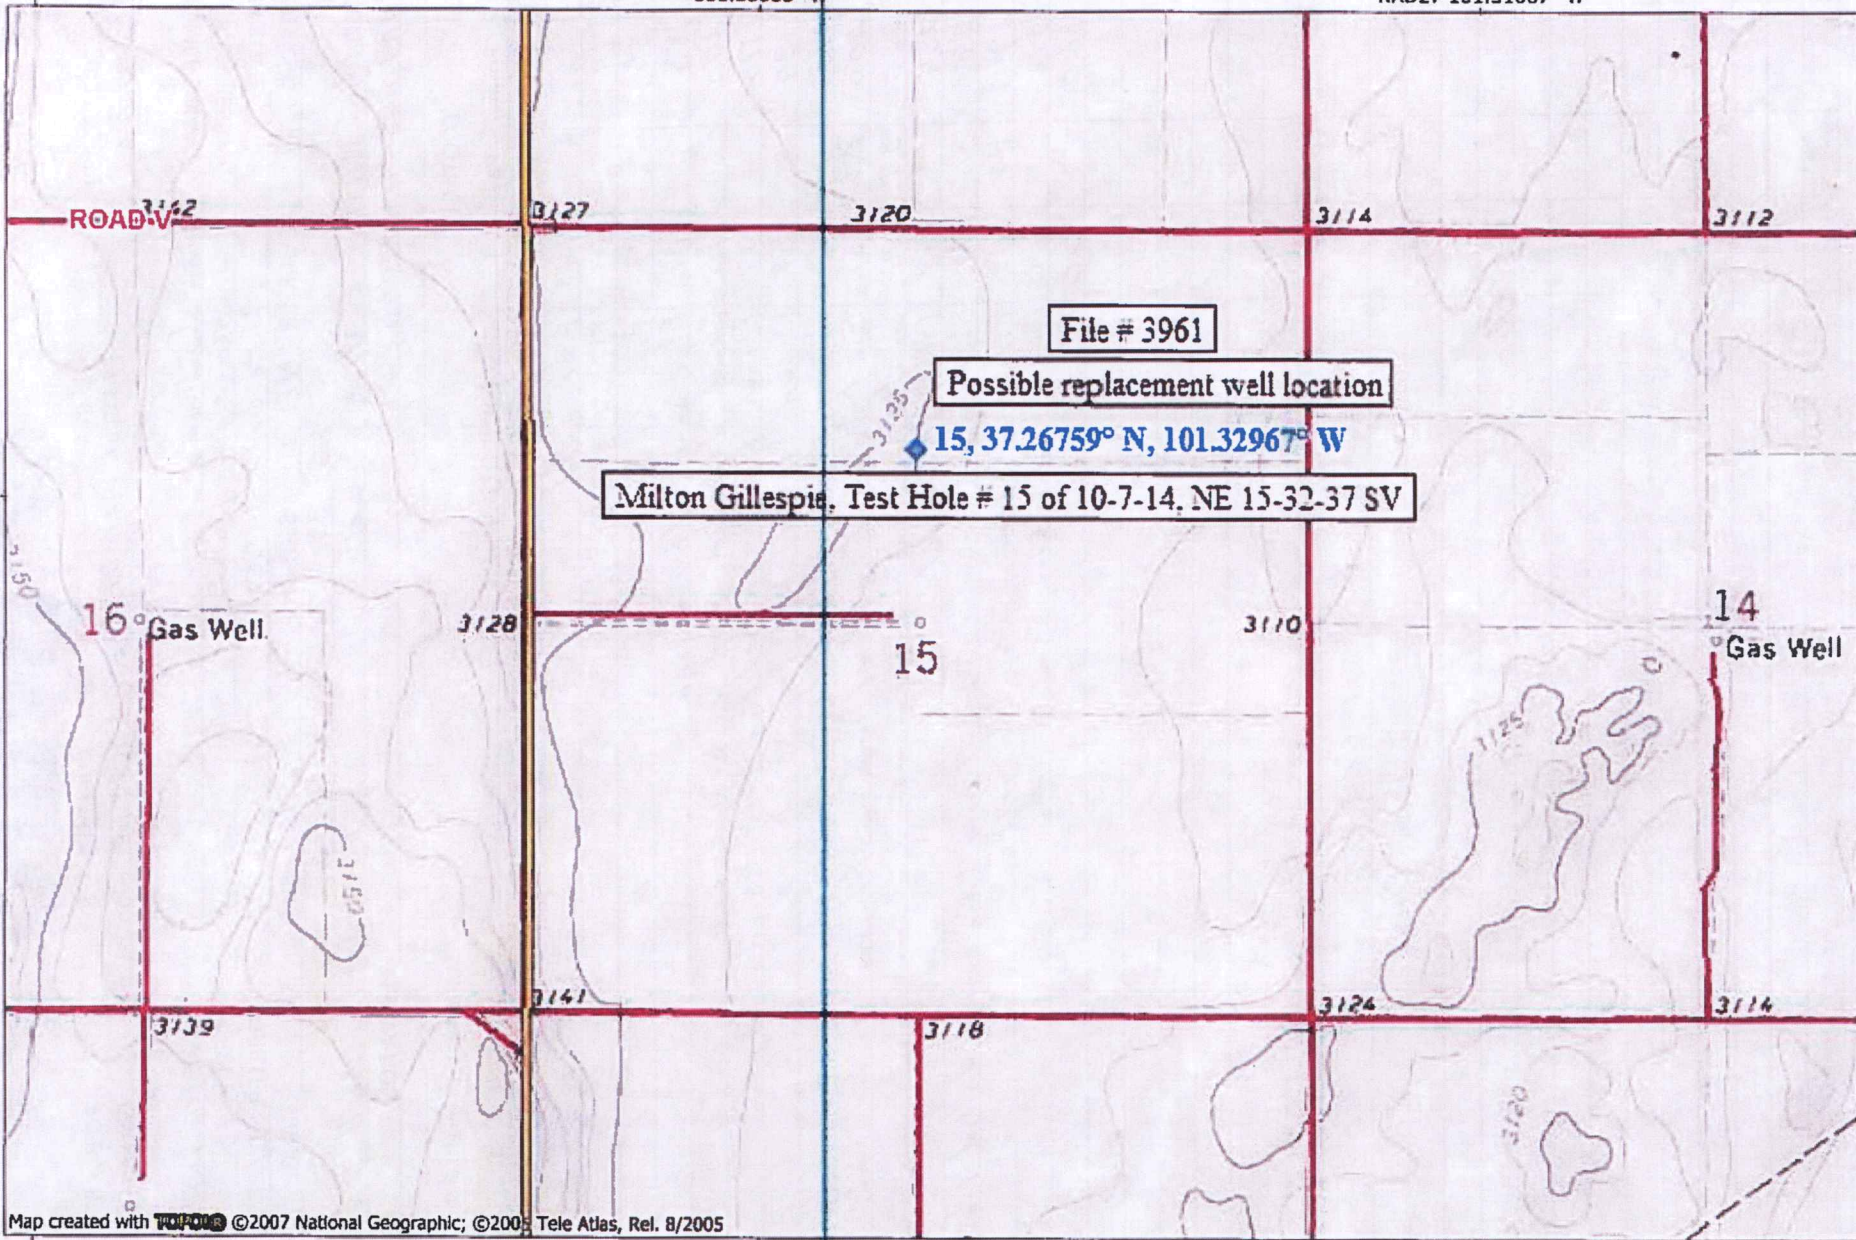 NAD27
ROAD V
3127
3120
3114
3112
File # 3961
Possible replacement well location
3125
15, 37.26759° N, 101.32967° W
Milton Gillespie, Test Hole # 15 of 10-7-14, NE 15-32-37 SV
16
Gas Well
3128
15
3110
14
Gas Well
3150
3141
3139
3118
3124
3114
3120
Map created with TOPO!® ©2007 National Geographic; ©2005 Tele Atlas, Rel. 8/2005